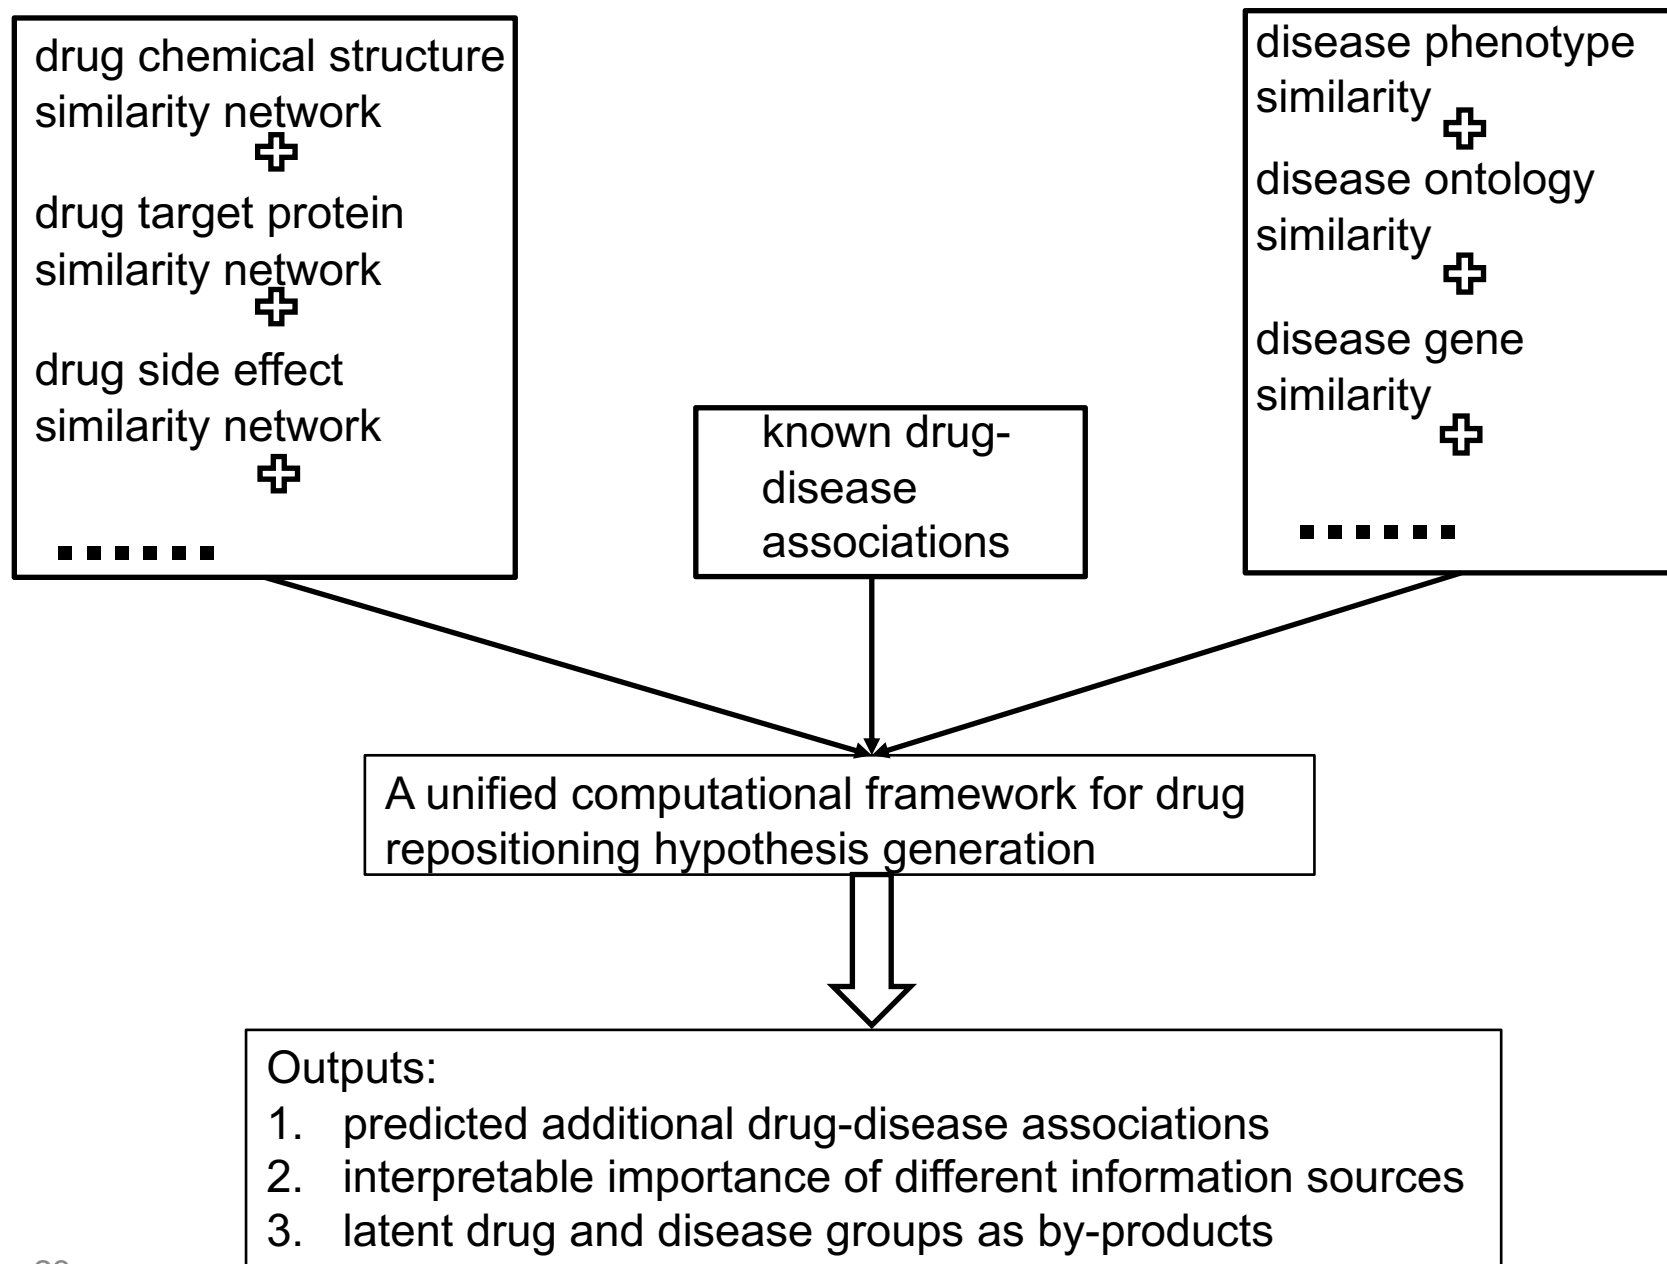 drug chemical structure
similarity network
drug target protein
similarity network
drug side effect
similarity network
......
known drug-
disease
associations
disease phenotype
similarity
disease ontology
similarity
disease gene
similarity
......
A unified computational framework for drug
repositioning hypothesis generation
Outputs:
1. predicted additional drug-disease associations
2. interpretable importance of different information sources
3. latent drug and disease groups as by-products